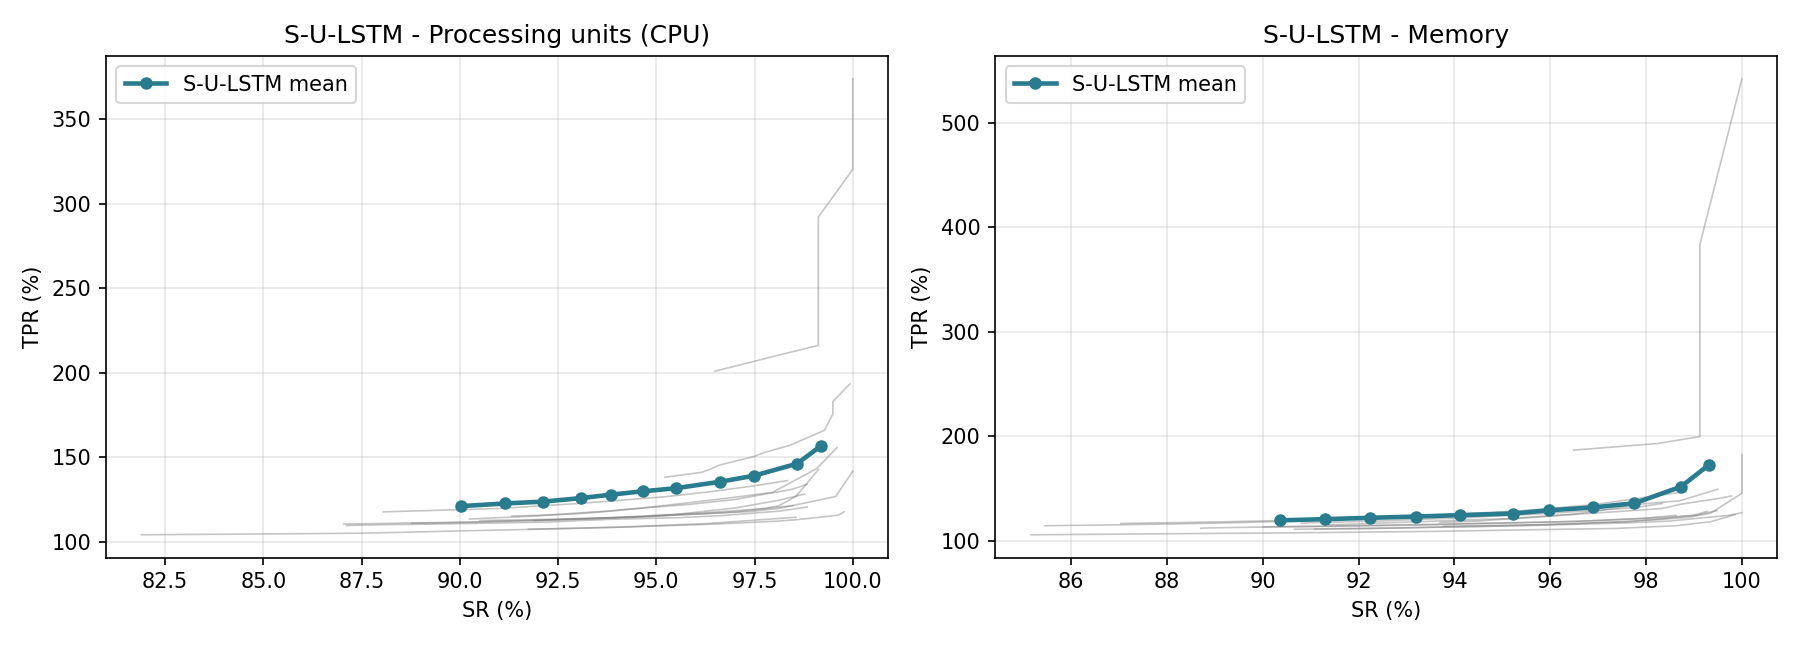 S-U-LSTM - Processing units (CPU)
S-U-LSTM mean
TPR (%)
350
300
250
200
150
100
82.5 85.0 87.5 90.0 92.5 95.0 97.5 100.0
SR (%)
S-U-LSTM - Memory
S-U-LSTM mean
TPR (%)
500
400
300
200
100
86 88 90 92 94 96 98 100
SR (%)